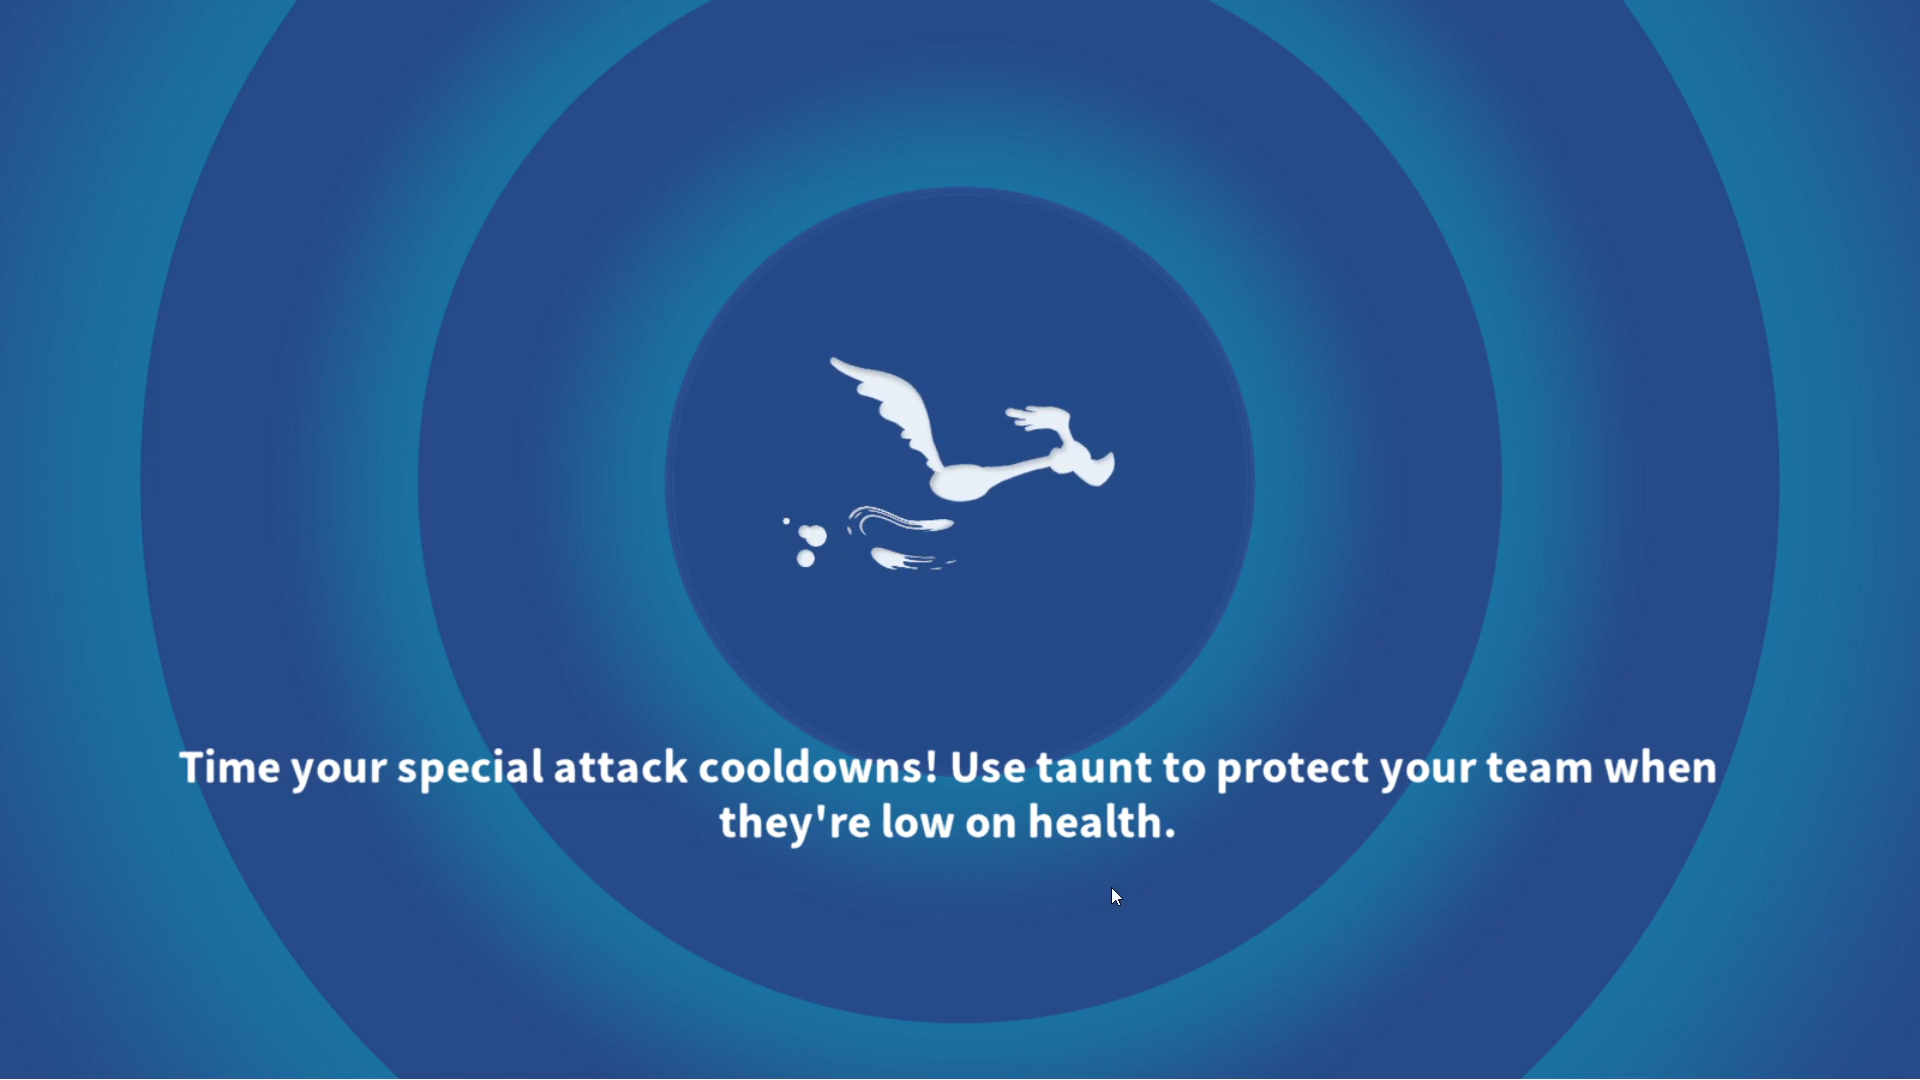 Time your special attack cooldowns! Use taunt to protect your team when
they're low on health.